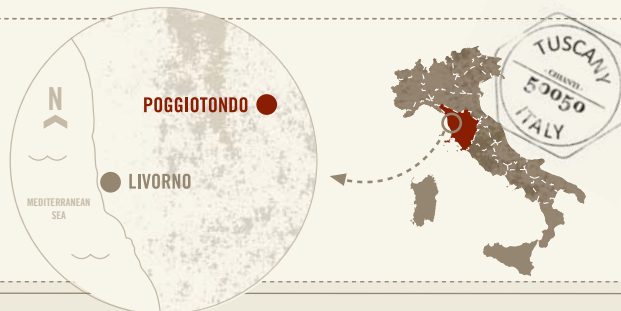 N
POGGIOTONDO
LIVORNO
MEDITERRANEAN
SEA
TUSCANY
CHIANTI
50050
ITALY